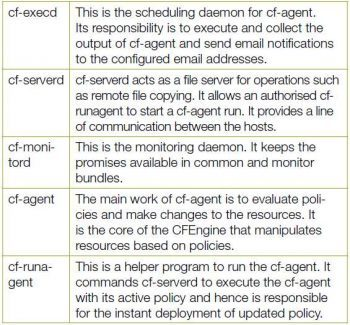 cf-execd This is the scheduling daemon for cf-agent.
Its responsibility is to execute and collect the
output of cf-agent and send email notifications
to the configured email addresses.
cf-serverd cf-serverd acts as a file server for operations such
as remote file copying. It allows an authorised cf-
runagent to start a cf-agent run. It provides a line
of communication between the hosts.
cf-moni- This is the monitoring daemon. It keeps the
tord promises available in common and monitor
bundles.
cf-agent The main work of cf-agent is to evaluate poli-
cies and make changes to the resources. It
is the core of the CFEngine that manipulates
resources based on policies.
cf-runa- This is a helper program to run the cf-agent. It
gent commands cf-serverd to execute the cf-agent
with its active policy and hence is responsible
for the instant deployment of updated policy.